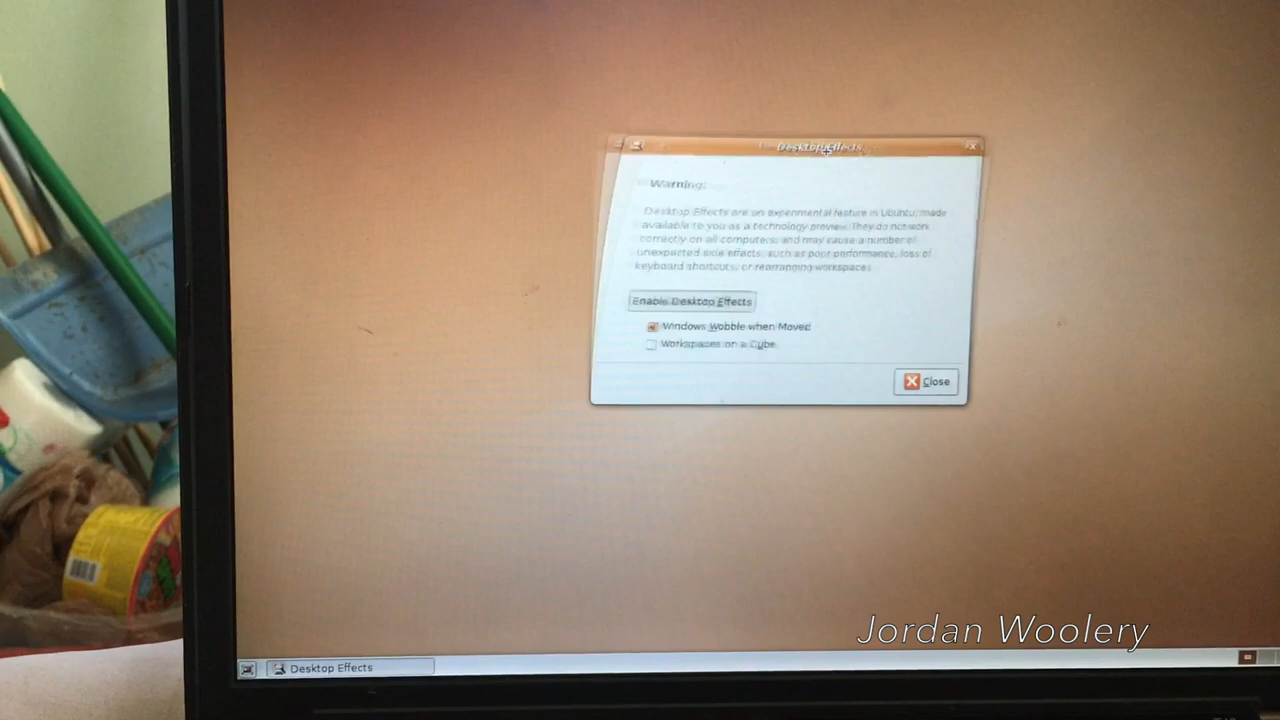 Desktop Effects
Warning:
Desktop Effects are an experimental feature in Ubuntu, made
available to you as a technology preview. They do not work
correctly on all computers, and may cause a number of
unexpected side effects, such as poor performance, loss of
keyboard shortcuts, or rearranging workspaces
Enable Desktop Effects
Windows Wobble when Moved
Workspaces on a Cube
Close
Jordan Woolery
Desktop Effects